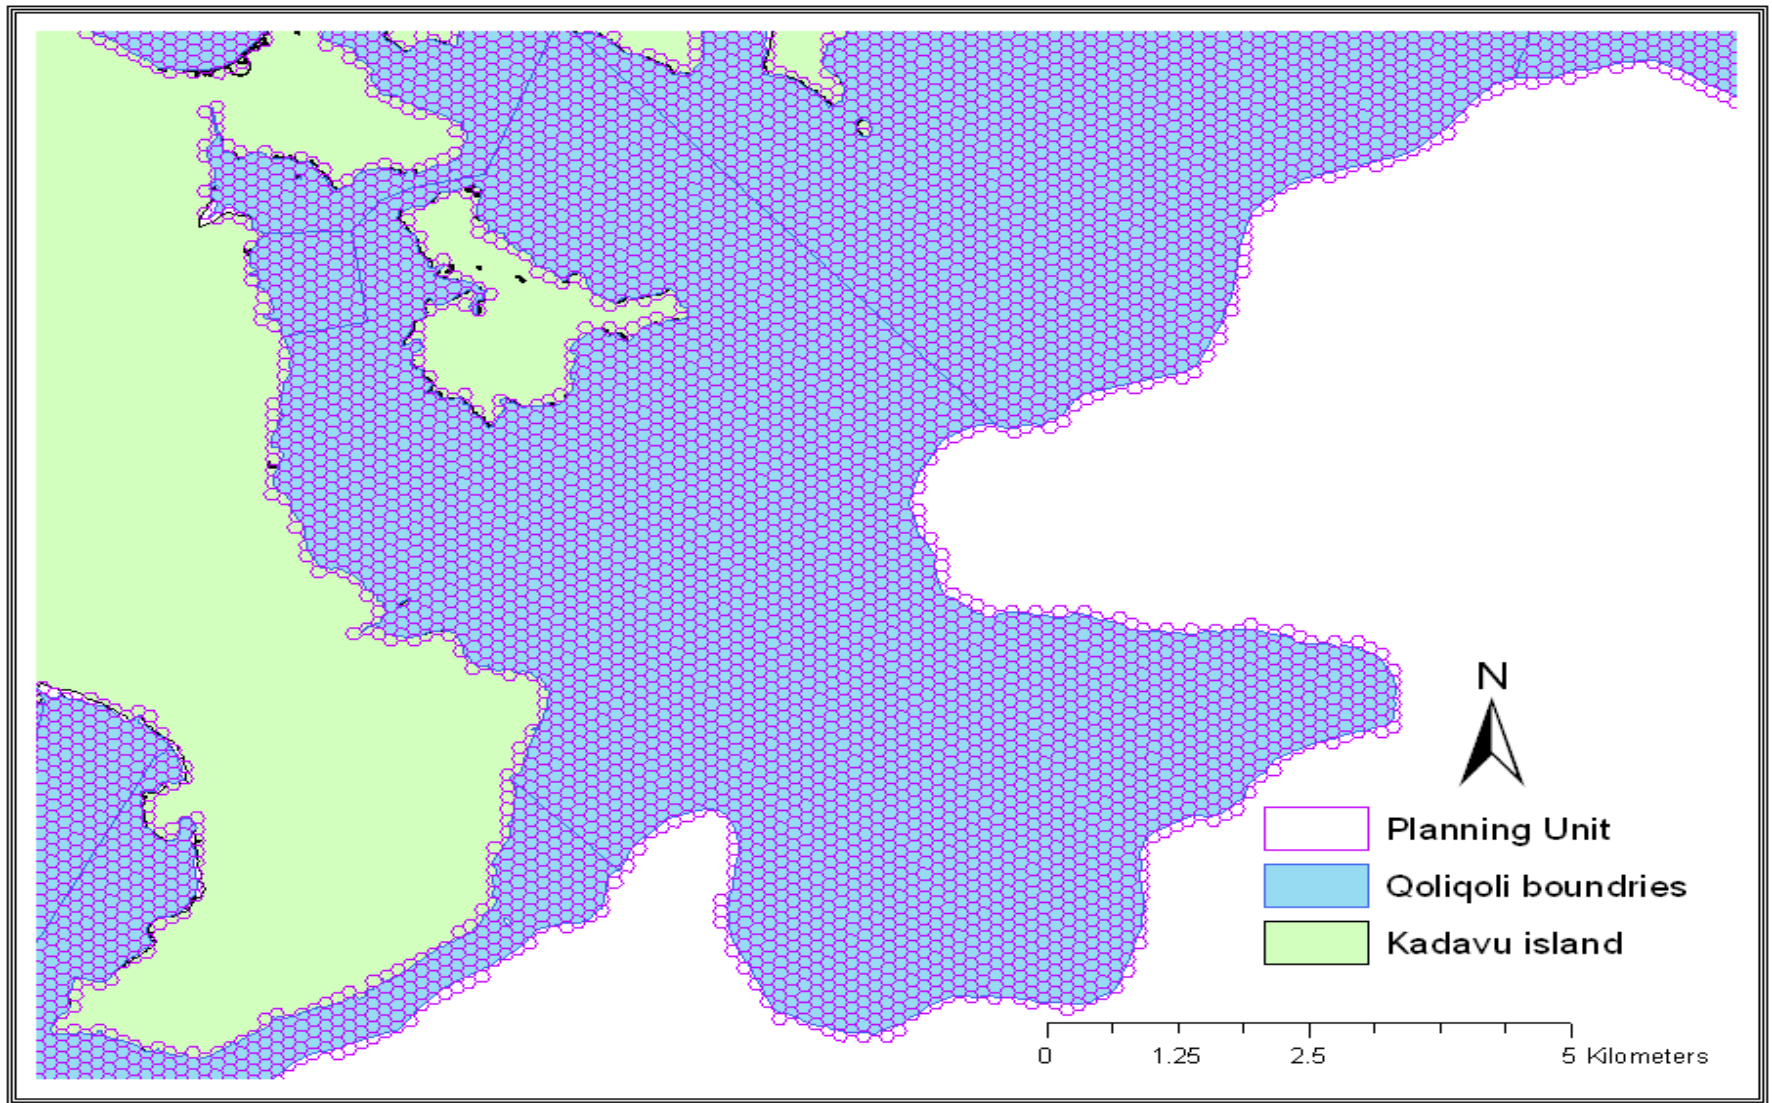 N
Planning Unit
Qoliqoli boundries
Kadavu island
0 1.25 2.5 5 Kilometers